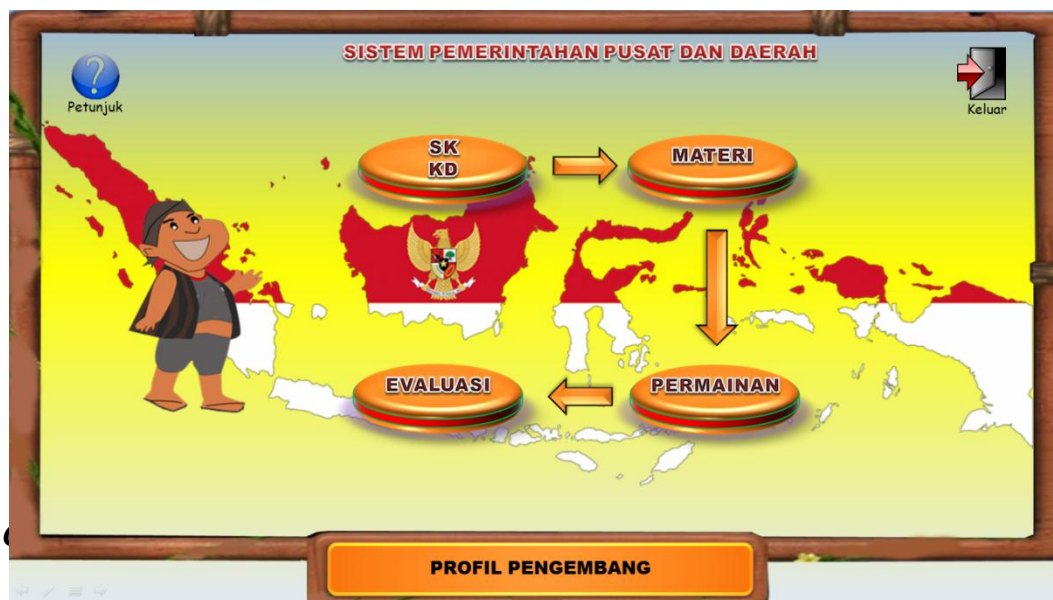 SISTEM PEMERINTAHAN PUSAT DAN DAERAH
Petunjuk
Keluar
SK
KD
MATERI
EVALUASI
PERMAINAN
PROFIL PENGEMBANG